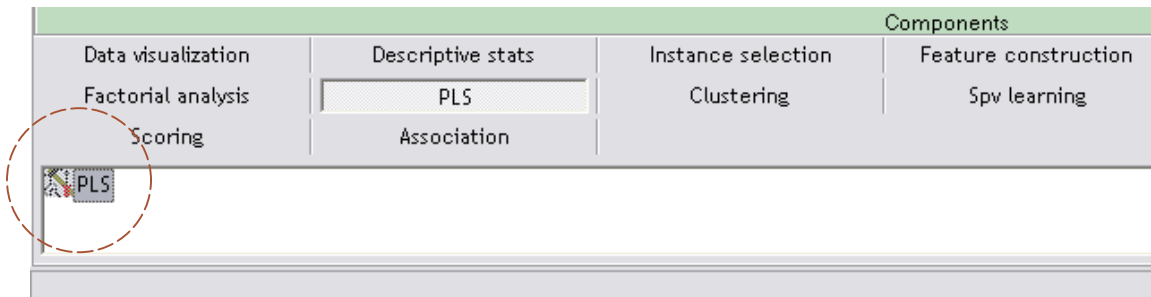 Components
Data visualization Descriptive stats Instance selection Feature construction
Factorial analysis PLS Clustering Spv learning
Scoring Association
PLS